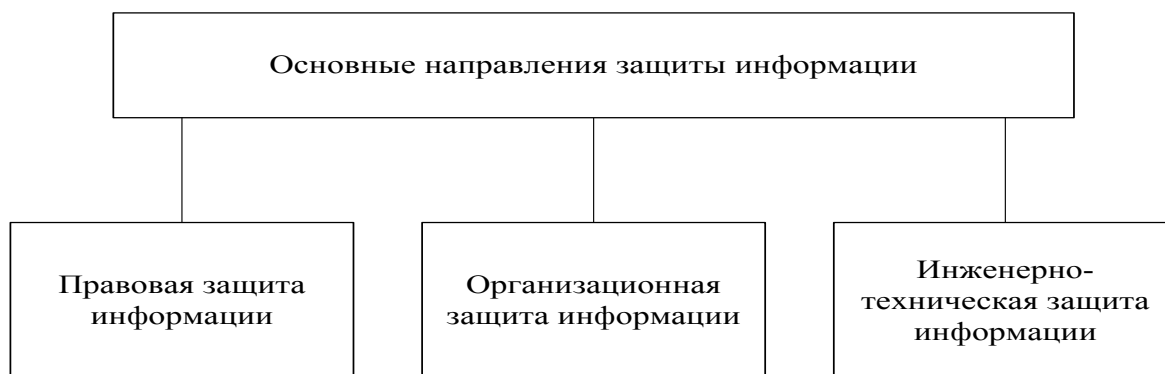 Основные направления защиты информации
Правовая защита
информации
Организационная
защита информации
Инженерно-
техническая защита
информации